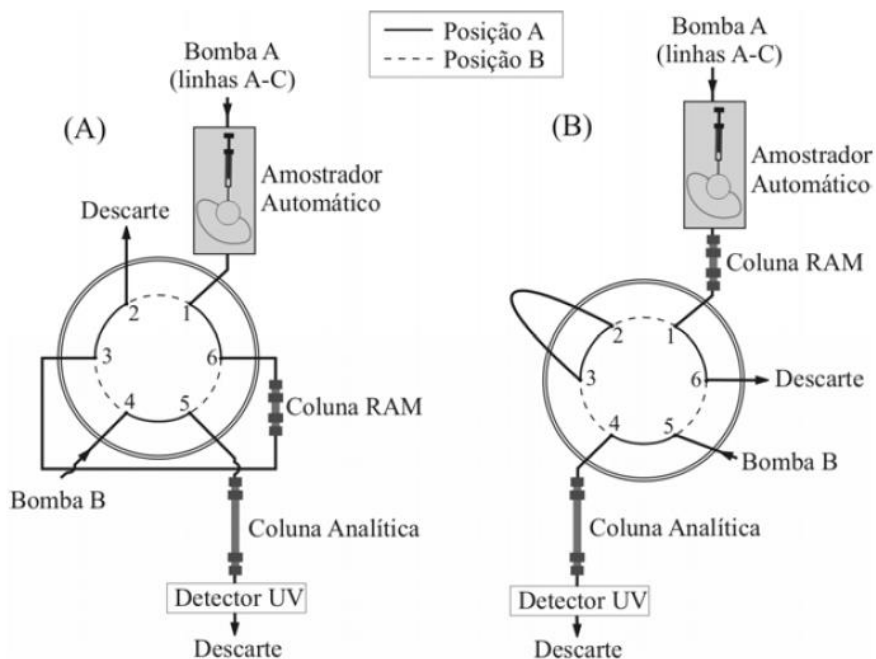 Posição A
Posição B
(A)
Bomba A
(linhas A-C)
Amostrador
Automático
Descarte
1
2
3
4
5
6
Coluna RAM
Bomba B
Coluna Analítica
Detector UV
Descarte
(B)
Bomba A
(linhas A-C)
Amostrador
Automático
Coluna RAM
1
2
3
4
5
6
Descarte
Bomba B
Coluna Analítica
Detector UV
Descarte